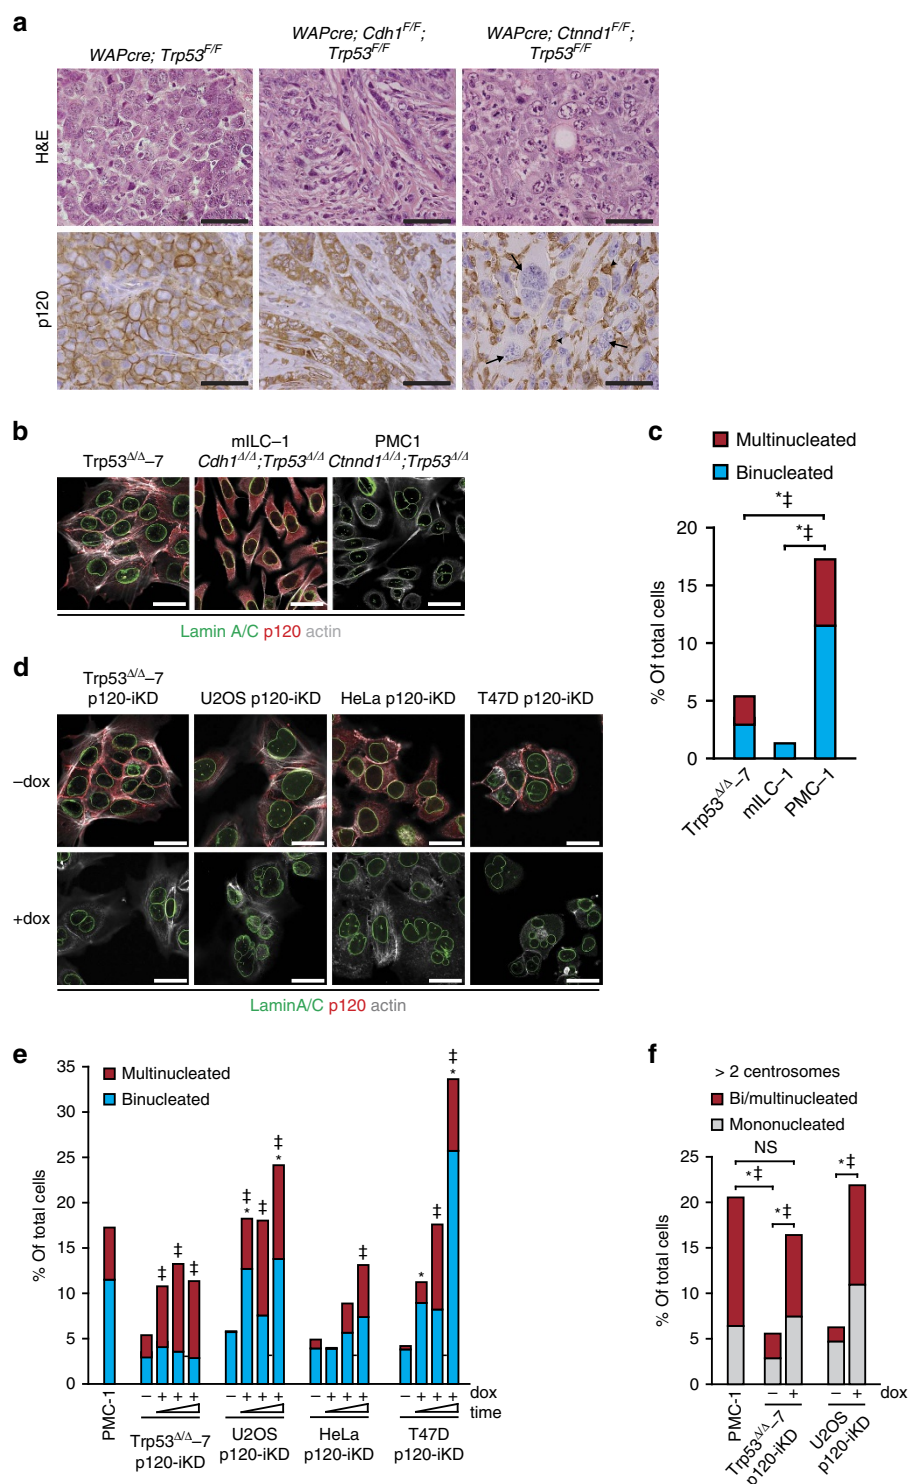 a
WAPcre; Trp53F/F
WAPcre; Cdh1F/F;
Trp53F/F
WAPcre; Ctnnd1F/F;
Trp53F/F
H&E
p120
b
Trp53Δ/Δ–7
mILC–1
Cdh1Δ/Δ;Trp53Δ/Δ
PMC1
Ctnnd1Δ/Δ;Trp53Δ/Δ
Lamin A/C p120 actin
c
Multinucleated
Binucleated
*‡
*‡
% Of total cells
20
15
10
5
0
Trp53Δ/Δ–7
mILC–1
PMC–1
d
Trp53Δ/Δ–7
p120-iKD
U2OS p120-iKD
HeLa p120-iKD
T47D p120-iKD
–dox
+dox
LaminA/C p120 actin
e
Multinucleated
Binucleated
% Of total cells
35
30
25
20
15
10
5
0
‡ ‡ ‡
‡
*
‡
‡
*
‡
*
‡
‡
*
PMC-1
– + + + – + + + – + + + – + + + dox
time
Trp53Δ/Δ–7
p120-iKD
U2OS
p120-iKD
HeLa
p120-iKD
T47D
p120-iKD
f
> 2 centrosomes
Bi/multinucleated
Mononucleated
NS
*‡
*‡
*‡
% Of total cells
25
20
15
10
5
0
– + – + dox
PMC-1
Trp53Δ/Δ–7
p120-iKD
U2OS
p120-iKD